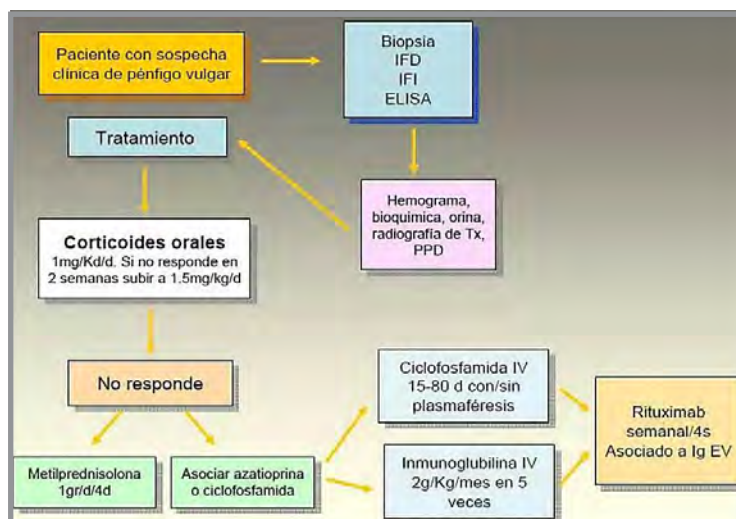 Paciente con sospecha
clínica de pénfigo vulgar
Biopsia
IFD
IFI
ELISA
Hemograma,
bioquímica, orina,
radiografía de Tx,
PPD
Tratamiento
Corticoides orales
1mg/Kd/d. Si no responde en
2 semanas subir a 1.5mg/kg/d
No responde
Metilprednisolona
1gr/d/4d
Asociar azatioprina
o ciclofosfamida
Ciclofosfamida IV
15-80 d con/sin
plasmaféresis
Inmunoglubilina IV
2g/Kg/mes en 5
veces
Rituximab
semanal/4s
Asociado a Ig EV